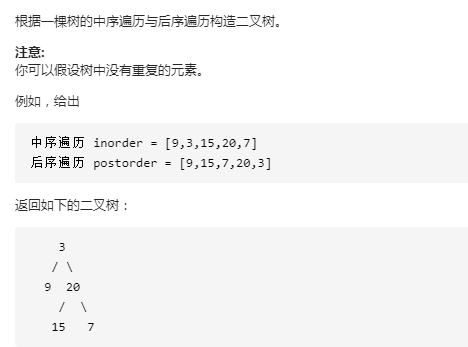 根据一棵树的中序遍历与后序遍历构造二叉树。
注意:
你可以假设树中没有重复的元素。
例如，给出
中序遍历 inorder = [9,3,15,20,7]
后序遍历 postorder = [9,15,7,20,3]
返回如下的二叉树：
    3
   / \
  9  20
    /  \
   15   7